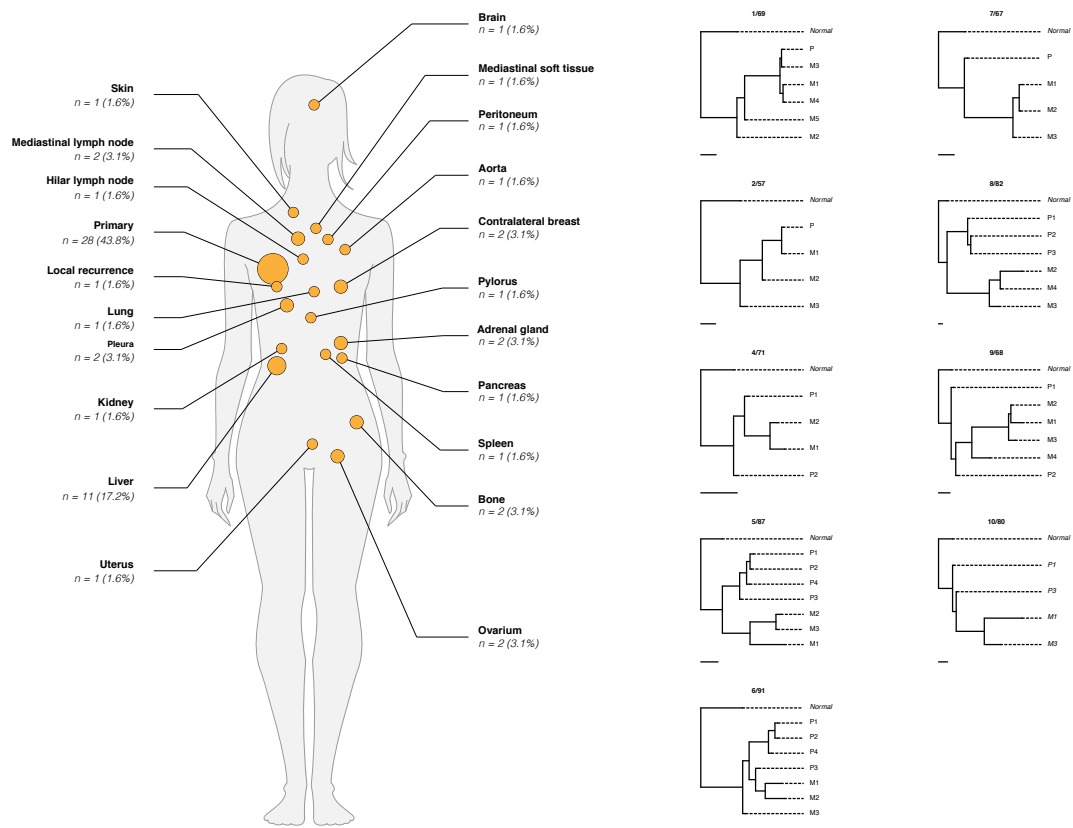 Brain
n = 1 (1.6%)
Mediastinal soft tissue
n = 1 (1.6%)
Peritoneum
n = 1 (1.6%)
Aorta
n = 1 (1.6%)
Contralateral breast
n = 2 (3.1%)
Pylorus
n = 1 (1.6%)
Adrenal gland
n = 2 (3.1%)
Pancreas
n = 1 (1.6%)
Spleen
n = 1 (1.6%)
Bone
n = 2 (3.1%)
Ovarium
n = 2 (3.1%)
Skin
n = 1 (1.6%)
Mediastinal lymph node
n = 2 (3.1%)
Hilar lymph node
n = 1 (1.6%)
Primary
n = 28 (43.8%)
Local recurrence
n = 1 (1.6%)
Lung
n = 1 (1.6%)
Pleura
n = 2 (3.1%)
Kidney
n = 1 (1.6%)
Liver
n = 11 (17.2%)
Uterus
n = 1 (1.6%)
1/69
Normal
P
M3
M1
M4
M5
M2
2/57
Normal
P
M1
M2
M3
4/71
Normal
P1
M2
M1
P2
5/87
Normal
P1
P2
P4
P3
M2
M3
M1
6/91
Normal
P1
P2
P4
P3
M1
M2
M3
7/67
Normal
P
M1
M2
M3
8/82
Normal
P1
P2
P3
M2
M4
M3
9/68
Normal
P1
M2
M1
M3
M4
P2
10/80
Normal
P1
P3
M1
M3